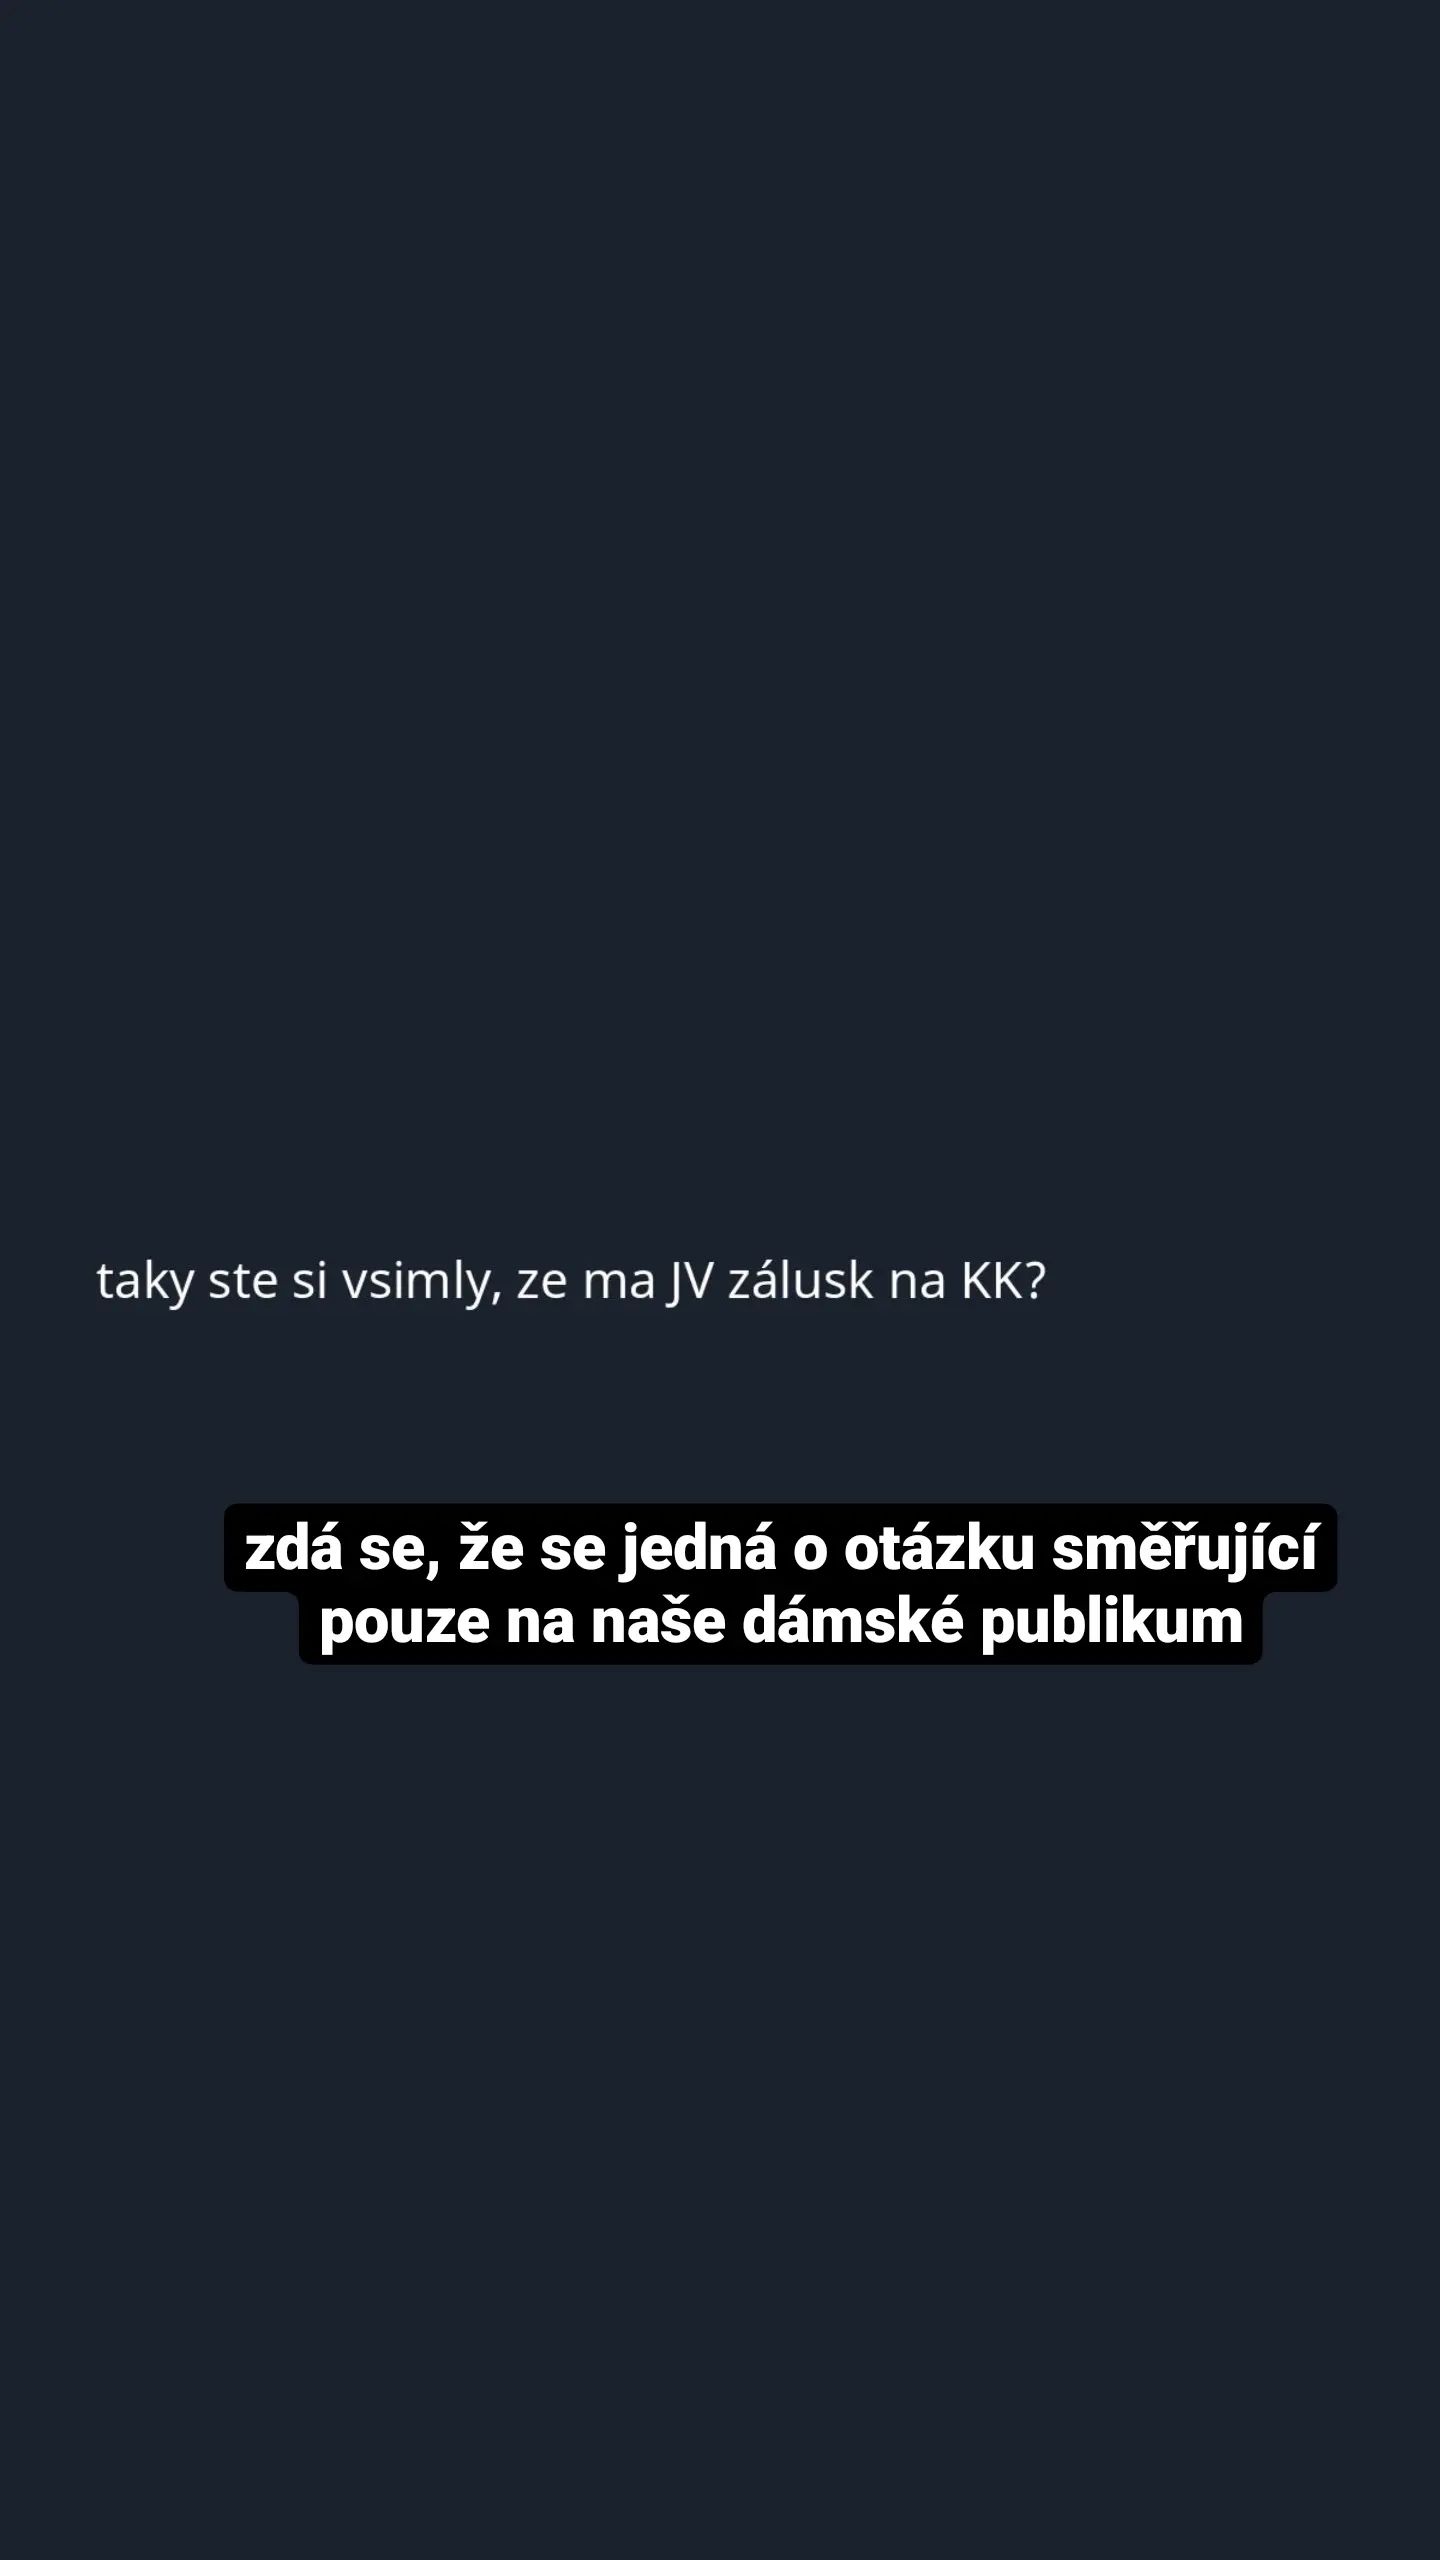 taky ste si vsimly, ze ma JV zálusk na KK?
zdá se, že se jedná o otázku směřující
pouze na naše dámské publikum